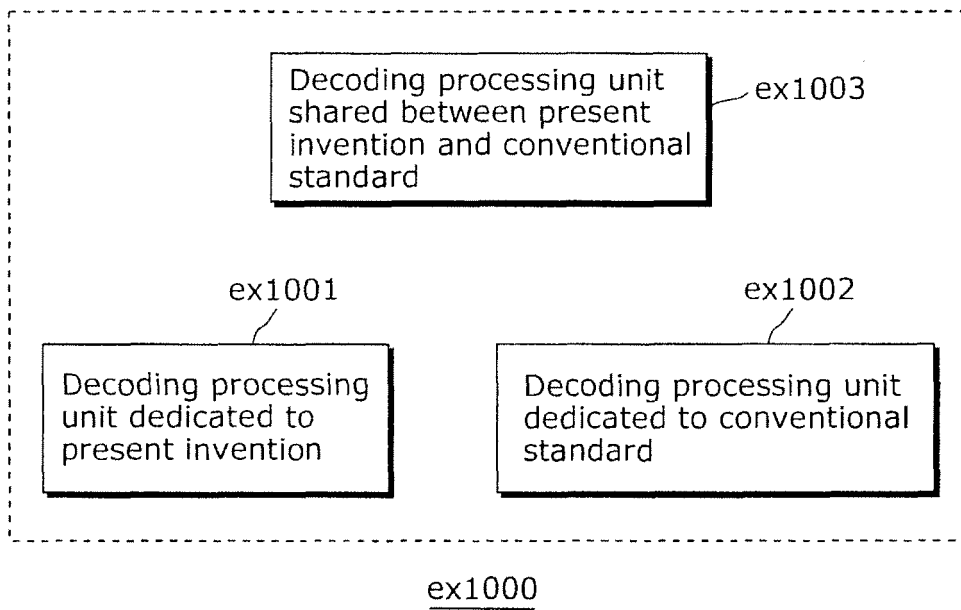 Decoding processing unit
shared between present
invention and conventional
standard
ex1003
ex1001
Decoding processing
unit dedicated to
present invention
ex1002
Decoding processing unit
dedicated to conventional
standard
ex1000